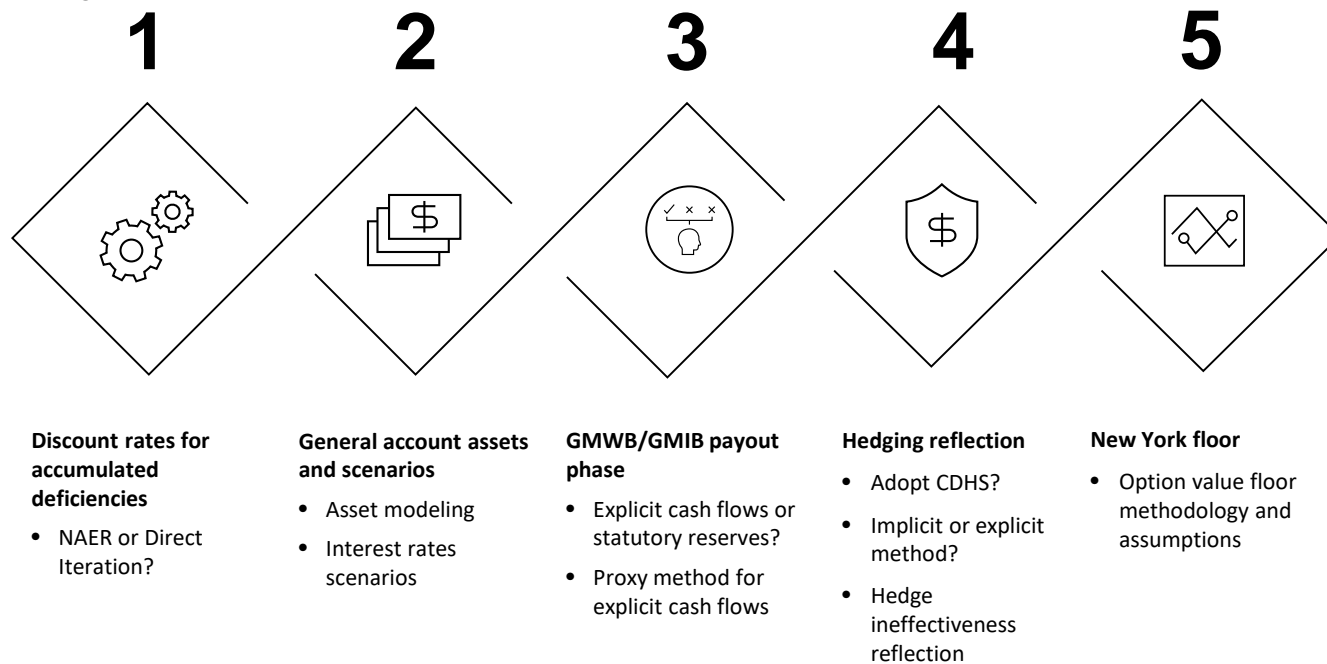 1
2
3
4
5
Discount rates for
accumulated
deficiencies
• NAER or Direct
Iteration?
General account assets
and scenarios
• Asset modeling
• Interest rates
scenarios
GMWB/GMIB payout
phase
• Explicit cash flows or
statutory reserves?
• Proxy method for
explicit cash flows
Hedging reflection
• Adopt CDHS?
• Implicit or explicit
method?
• Hedge
ineffectiveness
reflection
New York floor
• Option value floor
methodology and
assumptions